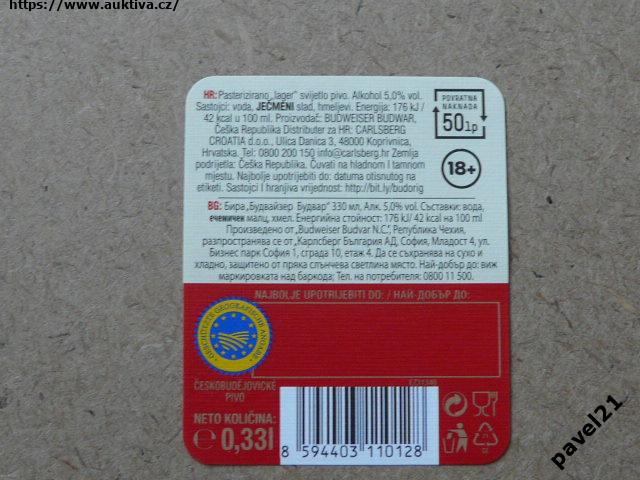 https://www.auktiva.cz/
HR: Pasterizirano „lager" svijetlo pivo. Alkohol 5,0% vol.
Sastojci: voda, JEČMENI slad, hmeljevi. Energija: 176 kJ /
42 kcal u 100 ml. Proizvođač: BUDWEISER BUDVAR,
Češka Republika Distributer za HR: CARLSBERG
CROATIA d.o.o., Ulica Danica 3, 48000 Koprivnica,
Hrvatska. Tel: 0800 200 150 info@carlsberg.hr Zemlja
podrijetla: Češka Republika. Čuvati na hladnom i tamnom
mjestu. Najbolje upotrijebiti do: datuma otisnutog na
etiketi. Sastojci I hranjiva vrijednost: http://bit.ly/budorig
POVRATNA
NAKNADA
50lp
18+
BG: Бира „Будвайзер Будвар" 330 мл, Алк. 5,0% vol. Съставки: вода,
ечемичен малц, хмел. Енергийна стойност: 176 kJ/ 42 kcal на 100 ml
Произведено от „Budweiser Budvar N.C.", Република Чехия,
разпространява се от „Карлсберг България АД, София, Младост 4, ул.
Бизнес парк София 1, сграда 10, етаж 4. Да се съхранява на сухо и
хладно, защитено от пряка слънчева светлина място. Най-добър до: виж
маркировката над баркода; Тел. на потребителя: 0800 11 500.
NAJBOLJE UPOTRIJEBITI DO: / НАЙ-ДОБЪР ДО:
GESCHÜTZTE GEOGRAFISCHE ANGABE
ČESKOBUDĚJOVICKÉ
PIVO
NETO KOLIČINA:
e 0,33l
8 594403 110128
pavel21